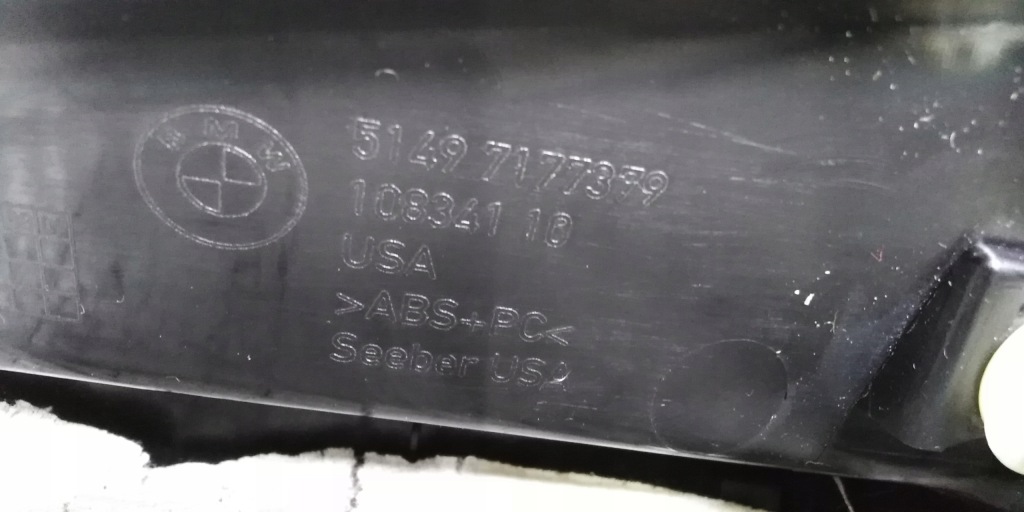 BMW
5149 7177379
108341 10
USA
>ABS+PC<
Seeber USA